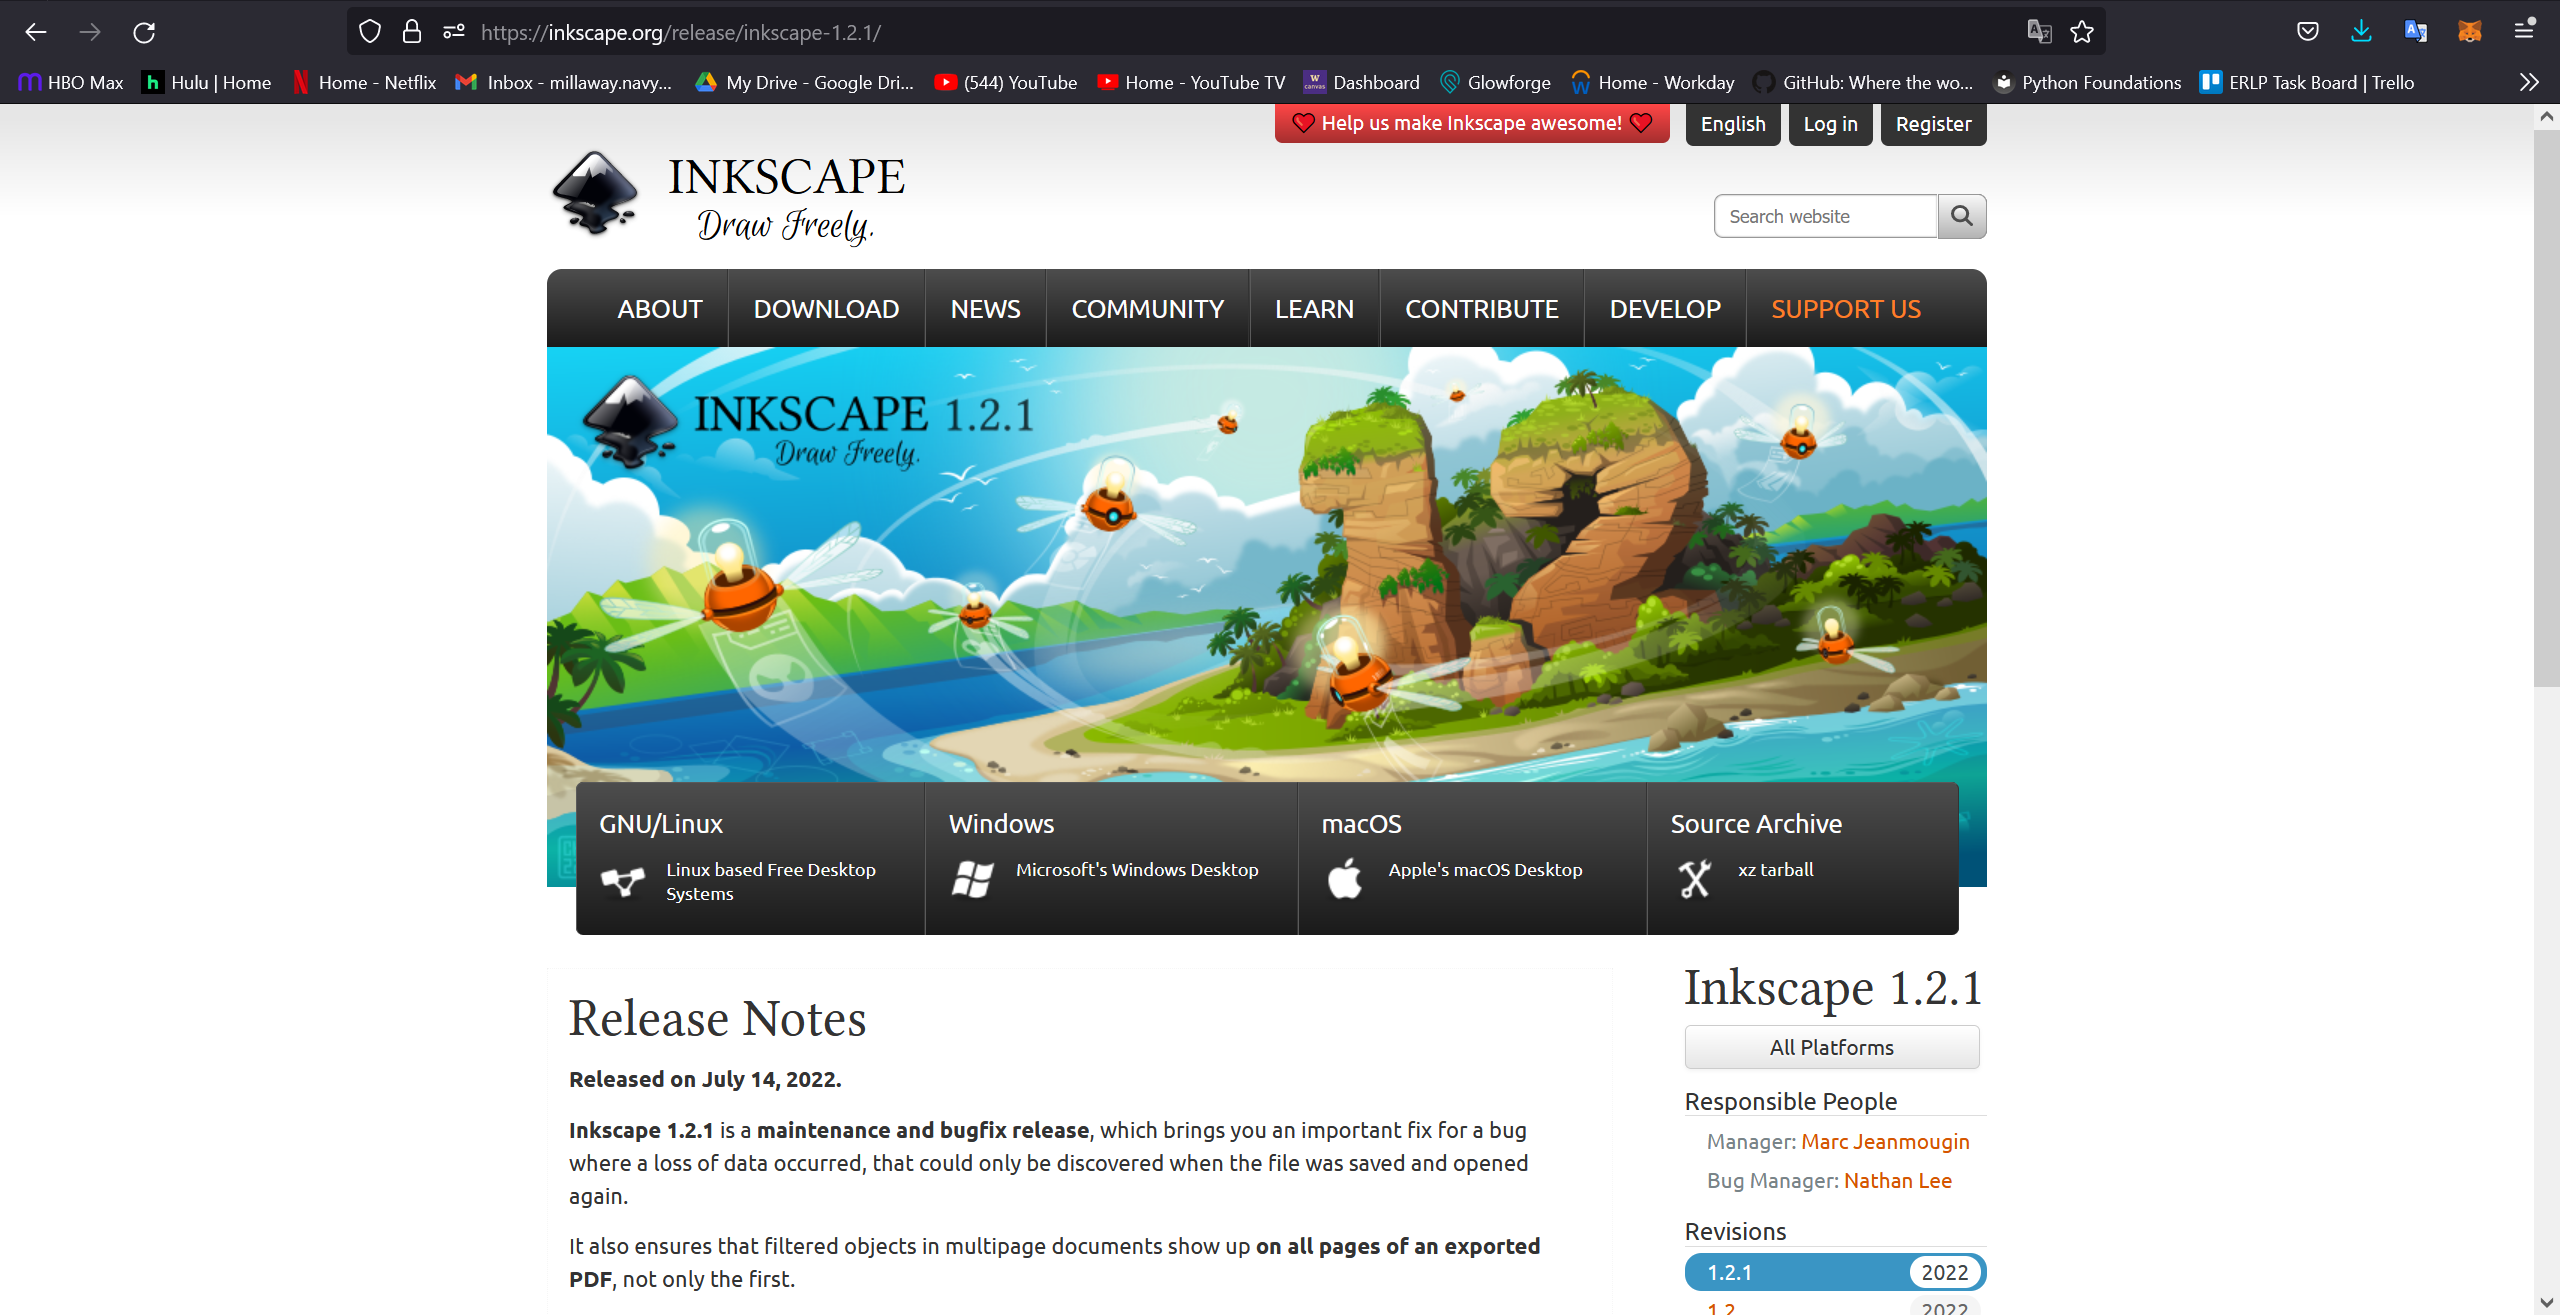 https://inkscape.org/release/inkscape-1.2.1/
HBO Max
Hulu | Home
Home - Netflix
Inbox - millaway.navy...
My Drive - Google Dri...
(544) YouTube
Home - YouTube TV
Dashboard
Glowforge
Home - Workday
GitHub: Where the wo...
Python Foundations
ERLP Task Board | Trello
Help us make Inkscape awesome!
English
Log in
Register
INKSCAPE
Draw Freely.
Search website
ABOUT
DOWNLOAD
NEWS
COMMUNITY
LEARN
CONTRIBUTE
DEVELOP
SUPPORT US
INKSCAPE 1.2.1
Draw Freely.
GNU/Linux
Linux based Free Desktop
Systems
Windows
Microsoft's Windows Desktop
macOS
Apple's macOS Desktop
Source Archive
xz tarball
Release Notes
Released on July 14, 2022.
Inkscape 1.2.1 is a maintenance and bugfix release, which brings you an important fix for a bug
where a loss of data occurred, that could only be discovered when the file was saved and opened
again.
It also ensures that filtered objects in multipage documents show up on all pages of an exported
PDF, not only the first.
Inkscape 1.2.1
All Platforms
Responsible People
Manager: Marc Jeanmougin
Bug Manager: Nathan Lee
Revisions
1.2.1 2022
1.2 2022